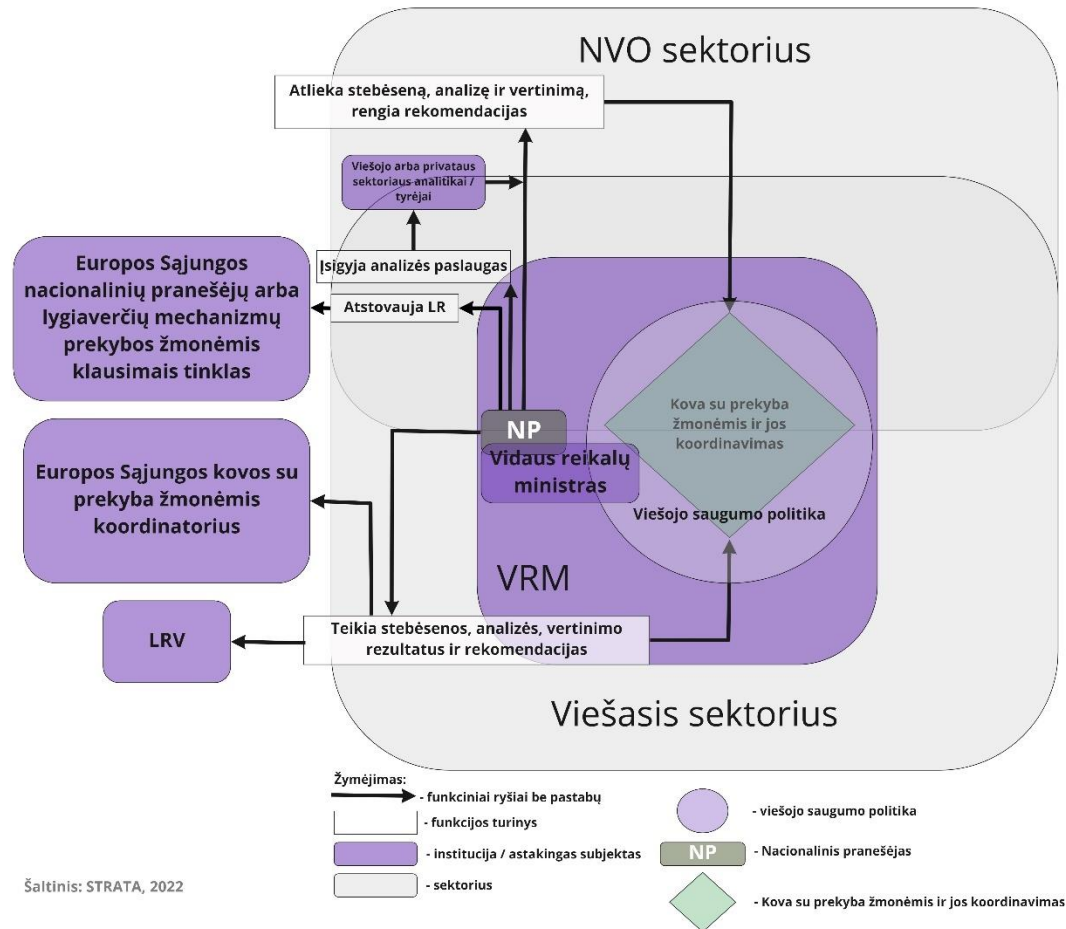 NVO sektorius
Atlieka stebėseną, analizę ir vertinimą,
rengia rekomendacijas
Viešojo arba privataus
sektoriaus analitikai /
tyrėjai
Įsigyja analizės paslaugas
Europos Sąjungos
nacionalinių pranešėjų arba
lygiaverčių mechanizmų
prekybos žmonėmis
klausimais tinklas
Atstovauja LR
Kova su prekyba
žmonėmis ir jos
koordinavimas
NP
Vidaus reikalų
ministras
Europos Sąjungos kovos su
prekyba žmonėmis
koordinatorius
Viešojo saugumo politika
VRM
LRV
Teikia stebėsenos, analizės, vertinimo
rezultatus ir rekomendacijas
Viešasis sektorius
Žymėjimas:
- funkciniai ryšiai be pastabų
- funkcijos turinys
- institucija / astakingas subjektas
- sektorius
- viešojo saugumo politika
NP - Nacionalinis pranešėjas
- Kova su prekyba žmonėmis ir jos koordinavimas
Šaltinis: STRATA, 2022